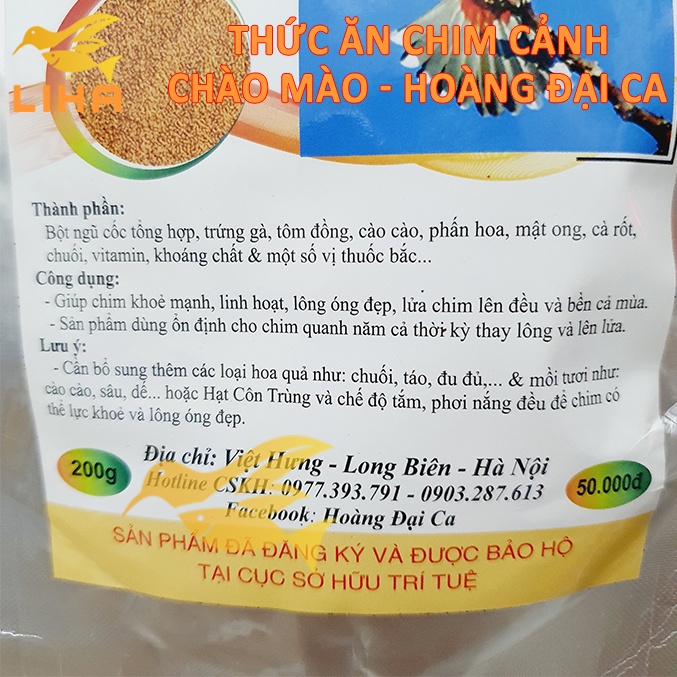 LIHA
THỨC ĂN CHIM CẢNH
CHÀO MÀO - HOÀNG ĐẠI CA
Thành phần:
Bột ngũ cốc tổng hợp, trứng gà, tôm đồng, cào cào, phấn hoa, mật ong, cà rốt,
chuối, vitamin, khoáng chất & một số vị thuốc bắc...
Công dụng:
- Giúp chim khoẻ mạnh, linh hoạt, lông óng đẹp, lửa chim lên đều và bền cả mùa.
- Sản phẩm dùng ổn định cho chim quanh năm cả thời kỳ thay lông và lên lửa.
Lưu ý:
- Cần bổ sung thêm các loại hoa quả như: chuối, táo, đu đủ,... & mồi tươi như:
cào cào, sâu, dế... hoặc Hạt Côn Trùng và chế độ tắm, phơi nắng đều để chim có
thể lực khoẻ và lông óng đẹp.
200g
Địa chỉ: Việt Hưng - Long Biên - Hà Nội
Hotline CSKH: 0977.393.791 - 0903.287.613
Facebook: Hoàng Đại Ca
50.000đ
SẢN PHẨM ĐÃ ĐĂNG KÝ VÀ ĐƯỢC BẢO HỘ
TẠI CỤC SỞ HỮU TRÍ TUỆ